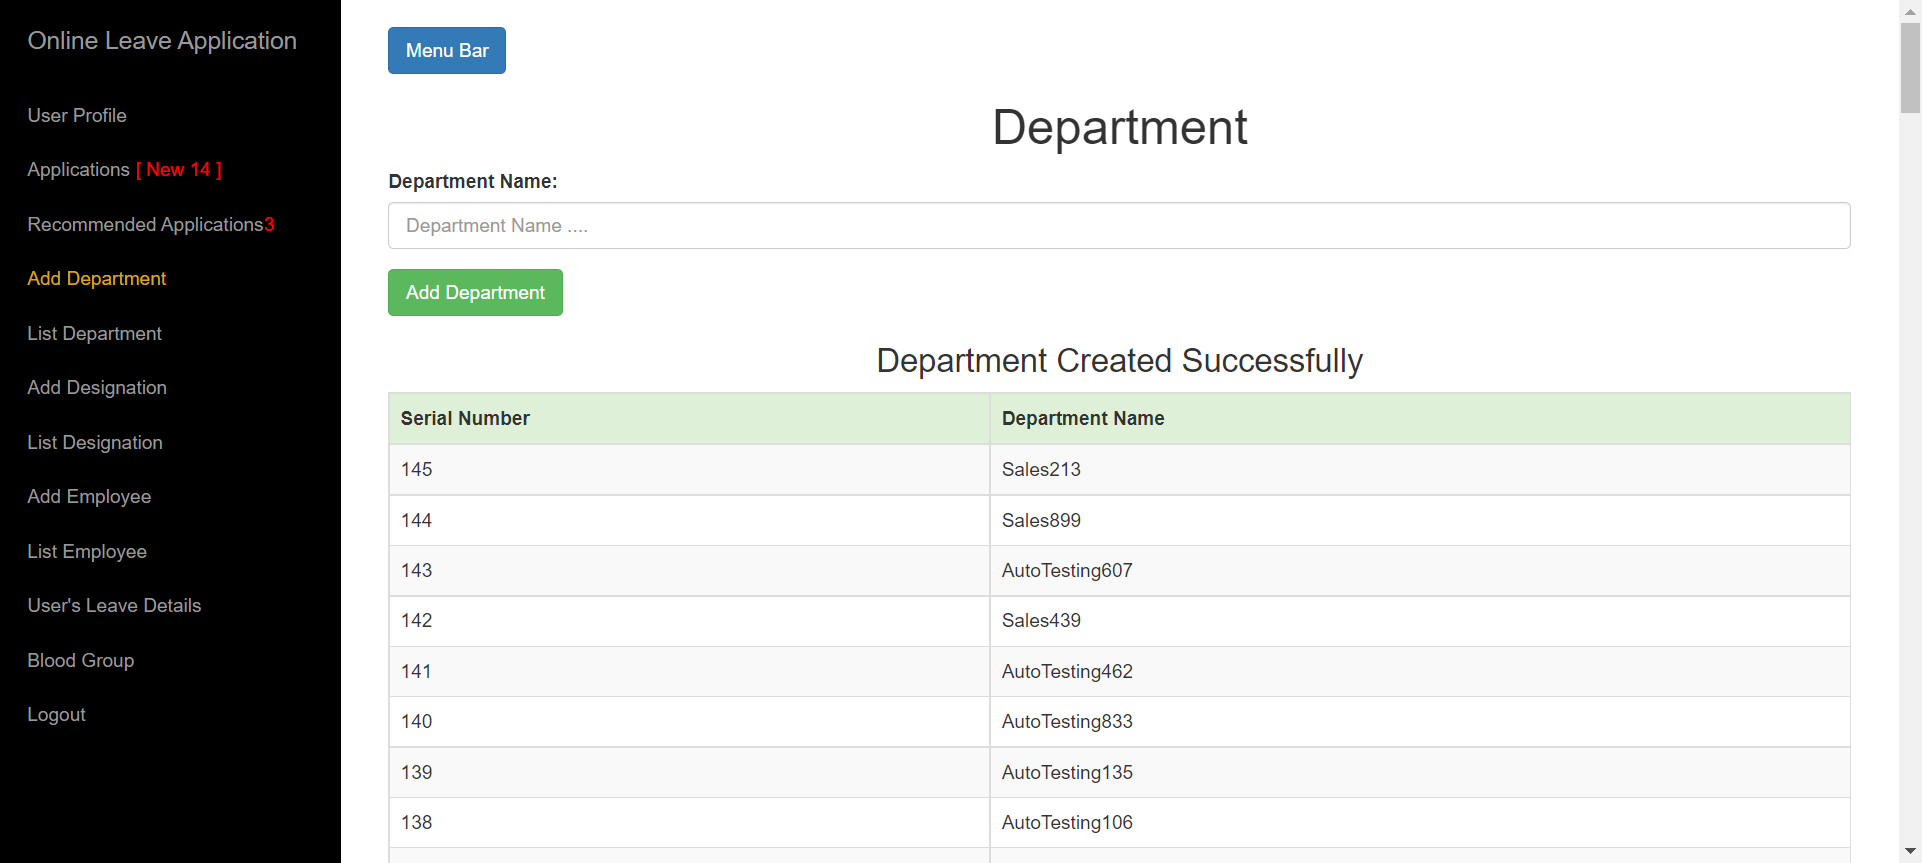 Online Leave Application
User Profile
Applications [ New 14 ]
Recommended Applications3
Add Department
List Department
Add Designation
List Designation
Add Employee
List Employee
User's Leave Details
Blood Group
Logout
Menu Bar
Department
Department Name:
Department Name ....
Add Department
Department Created Successfully
Serial Number Department Name
145 Sales213
144 Sales899
143 AutoTesting607
142 Sales439
141 AutoTesting462
140 AutoTesting833
139 AutoTesting135
138 AutoTesting106